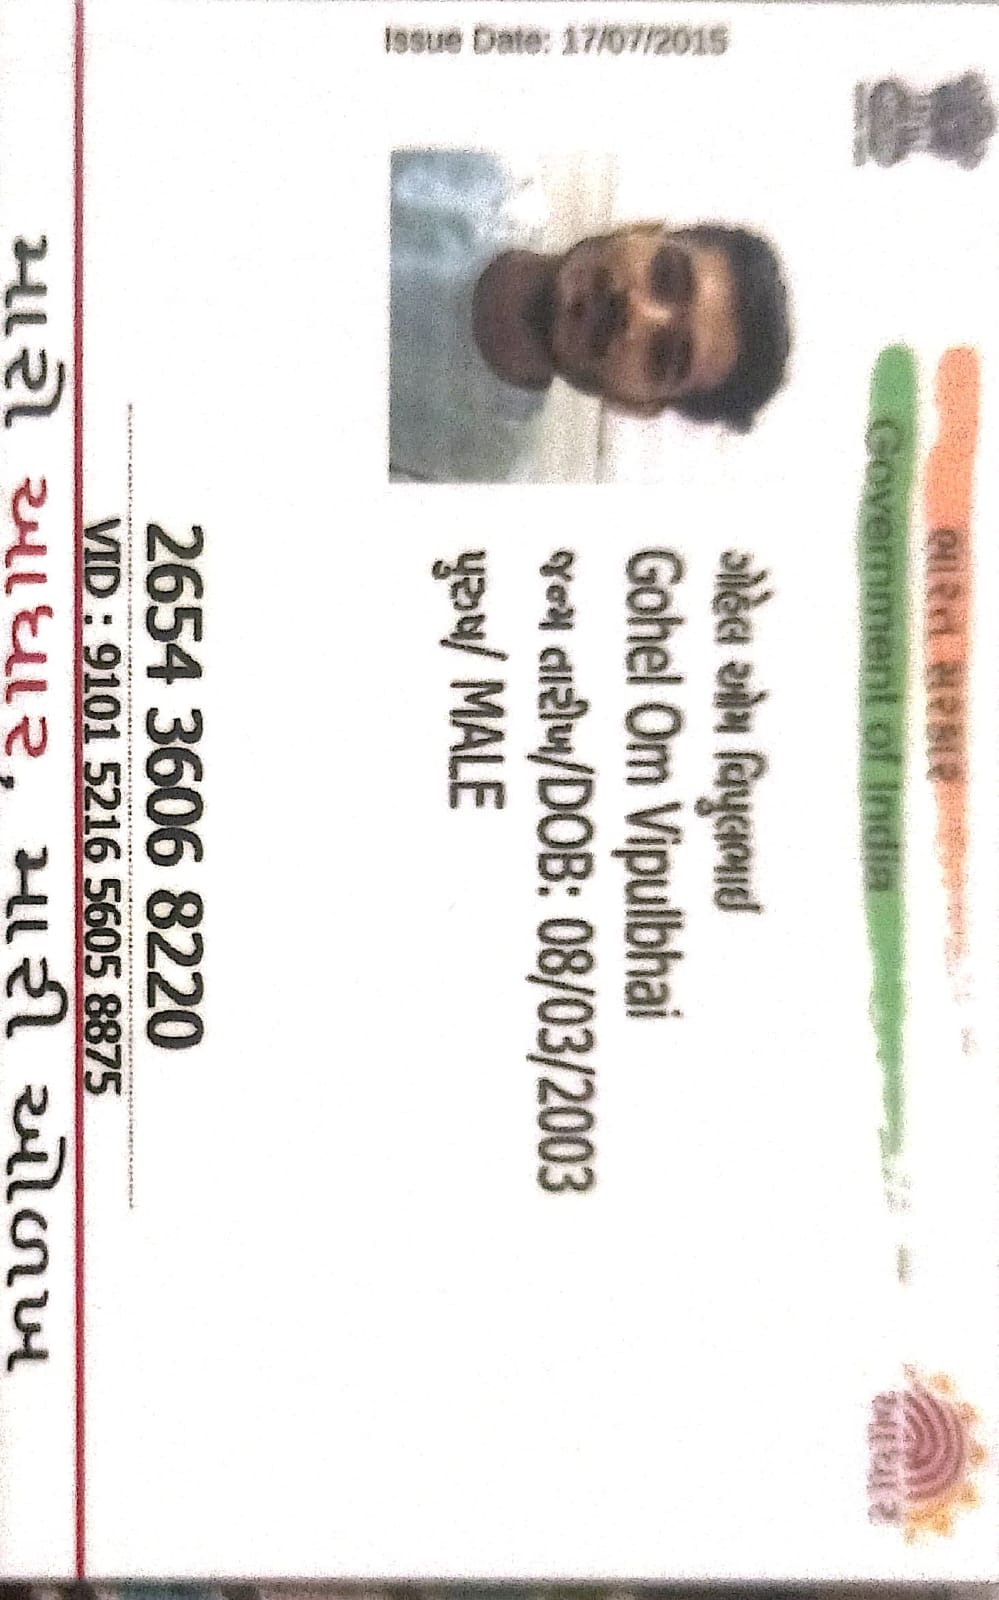 ભારત સરકાર
Government of India
Issue Date: 17/07/2015
ગોહેલ ઓમ વિપુલભાઈ
Gohel Om Vipulbhai
જન્મ તારીખ/DOB: 08/03/2003
પુરુષ/ MALE
2654 3606 8220
VID : 9101 5216 5605 8875
મારો આધાર, મારી ઓળખ